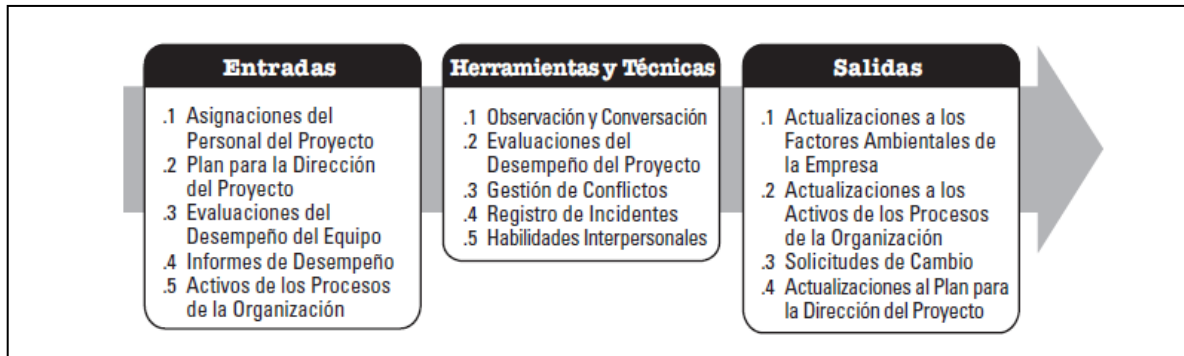 Entradas
.1 Asignaciones del
Personal del Proyecto
.2 Plan para la Dirección
del Proyecto
.3 Evaluaciones del
Desempeño del Equipo
.4 Informes de Desempeño
.5 Activos de los Procesos
de la Organización
Herramientas y Técnicas
.1 Observación y Conversación
.2 Evaluaciones del
Desempeño del Proyecto
.3 Gestión de Conflictos
.4 Registro de Incidentes
.5 Habilidades Interpersonales
Salidas
.1 Actualizaciones a los
Factores Ambientales de
la Empresa
.2 Actualizaciones a los
Activos de los Procesos
de la Organización
.3 Solicitudes de Cambio
.4 Actualizaciones al Plan para
la Dirección del Proyecto